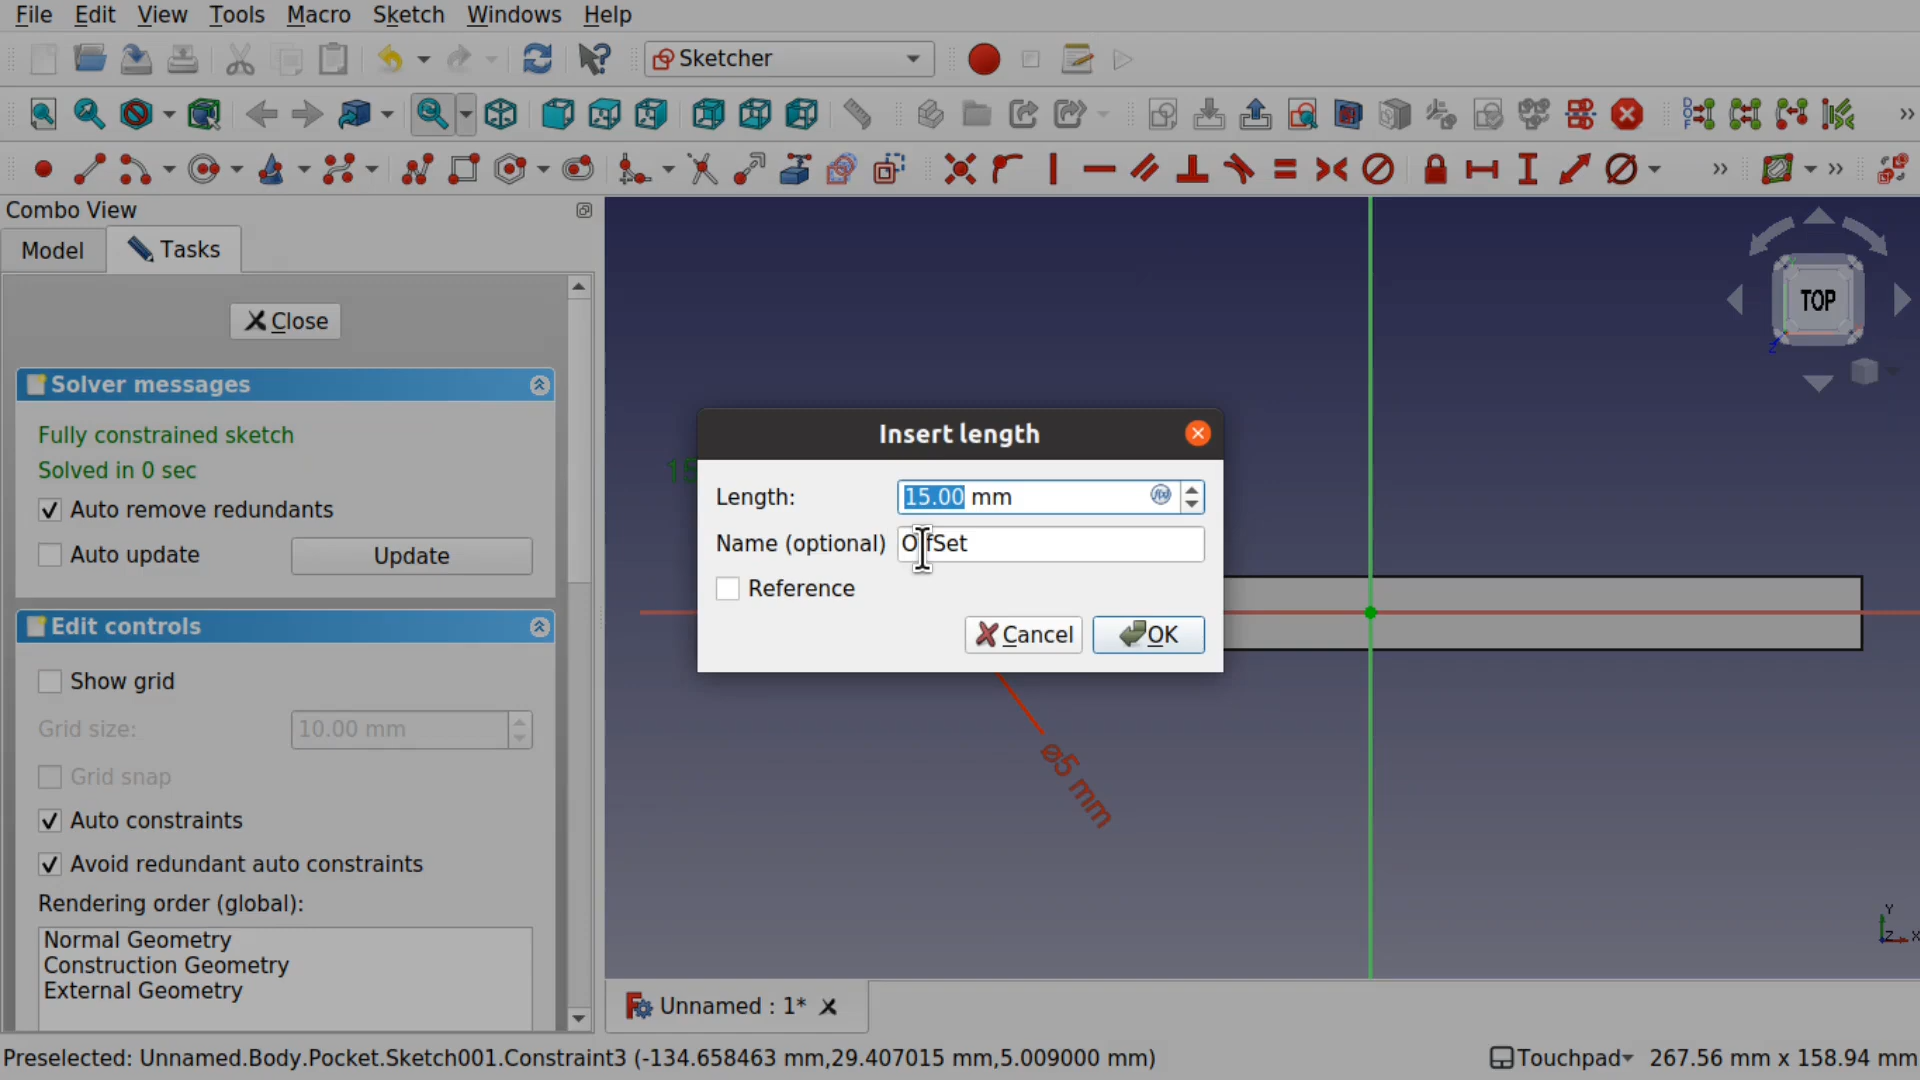 File Edit View Tools Macro Sketch Windows Help
Sketcher
Combo View
Model Tasks
Close
Solver messages
Fully constrained sketch
Solved in 0 sec
Auto remove redundants
Auto update Update
Edit controls
Show grid
Grid size: 10.00 mm
Grid snap
Auto constraints
Avoid redundant auto constraints
Rendering order (global):
Normal Geometry
Construction Geometry
External Geometry
TOP
Z
Insert length
Length: 15.00 mm
Name (optional) OffSet
Reference
Cancel OK
⌀5 mm
Y
Z X
Unnamed : 1*
Preselected: Unnamed.Body.Pocket.Sketch001.Constraint3 (-134.658463 mm,29.407015 mm,5.009000 mm)
Touchpad 267.56 mm x 158.94 mm